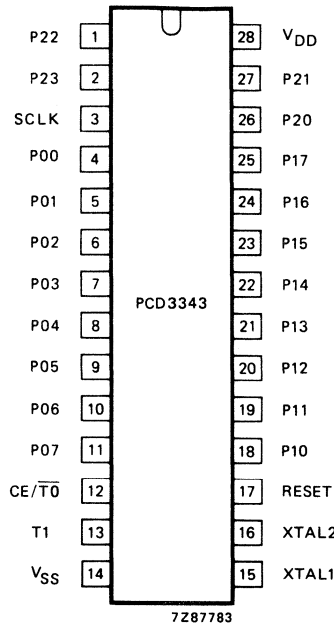 P22 1 28 VDD
P23 2 27 P21
SCLK 3 26 P20
P00 4 25 P17
P01 5 24 P16
P02 6 23 P15
P03 7 22 P14
PCD3343
P04 8 21 P13
P05 9 20 P12
P06 10 19 P11
P07 11 18 P10
CE/T̅0̅ 12 17 RESET
T1 13 16 XTAL2
VSS 14 15 XTAL1
7Z87783